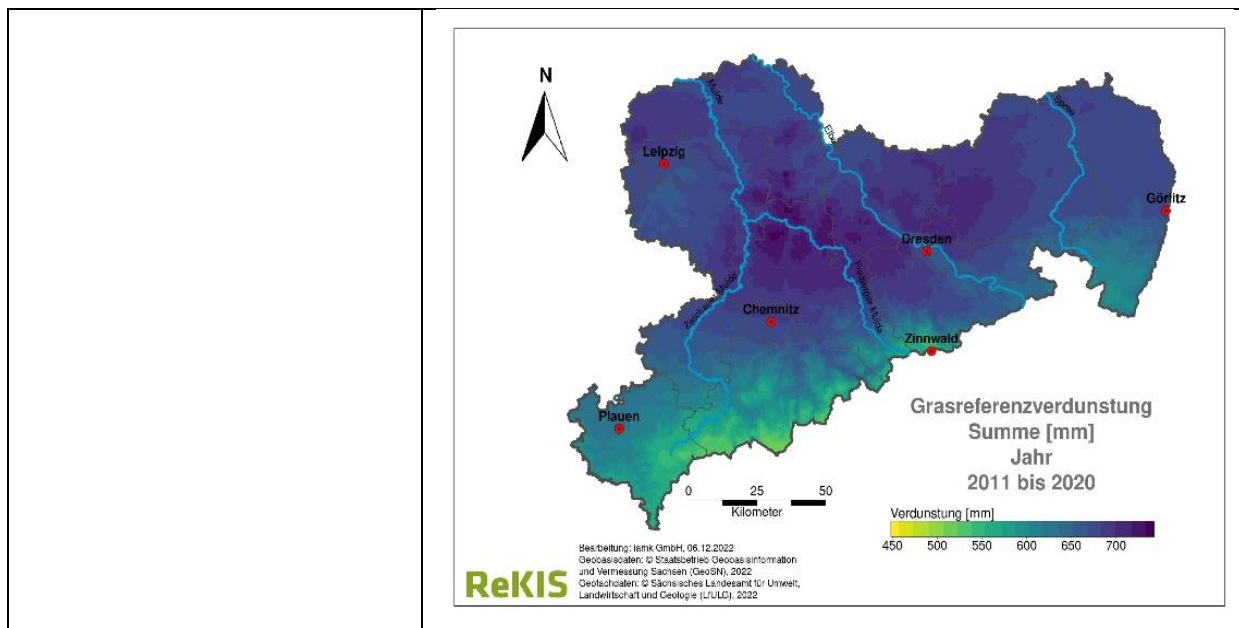 N
Mulde
Elbe
Spree
Leipzig
Görlitz
Dresden
Zwickauer Mulde
Freiberger Mulde
Chemnitz
Zinnwald
Plauen
Grasreferenzverdunstung
Summe [mm]
Jahr
2011 bis 2020
0 25 50
Kilometer
Verdunstung [mm]
450 500 550 600 650 700
Bearbeitung: iamk GmbH, 06.12.2022
Geobasisdaten: © Staatsbetrieb Geobasisinformation
und Vermessung Sachsen (GeoSN), 2022
Geofachdaten: © Sächsisches Landesamt für Umwelt,
Landwirtschaft und Geologie (LfULG), 2022
ReKIS